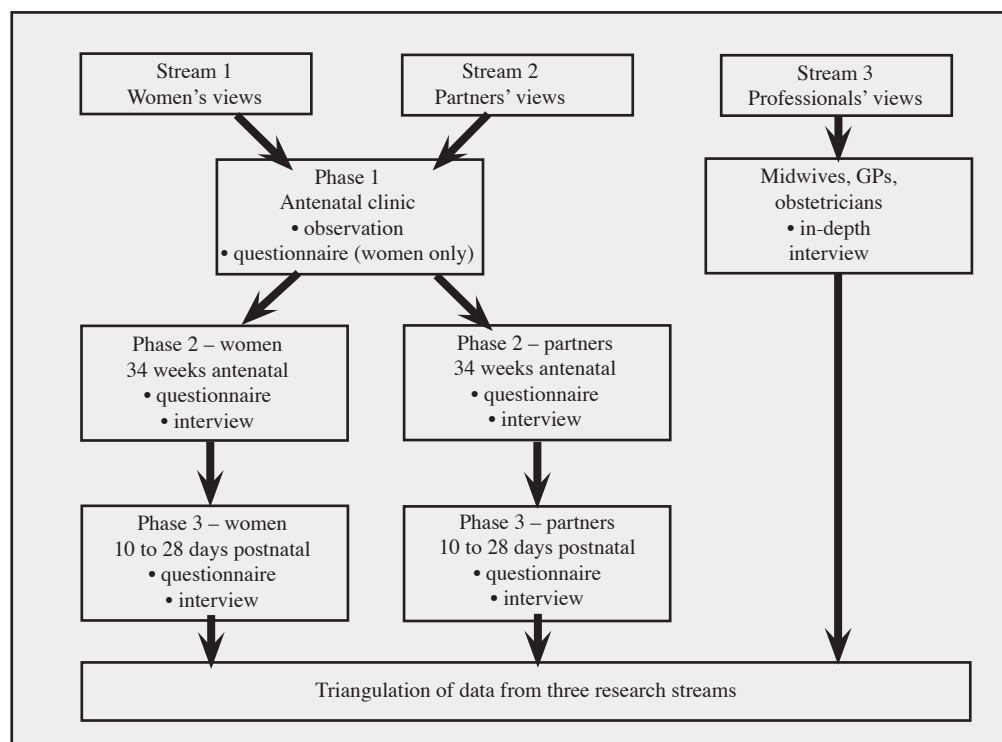 Stream 1
Women’s views
Stream 2
Partners’ views
Stream 3
Professionals’ views
Phase 1
Antenatal clinic
• observation
• questionnaire (women only)
Midwives, GPs,
obstetricians
• in-depth
interview
Phase 2 – women
34 weeks antenatal
• questionnaire
• interview
Phase 2 – partners
34 weeks antenatal
• questionnaire
• interview
Phase 3 – women
10 to 28 days postnatal
• questionnaire
• interview
Phase 3 – partners
10 to 28 days postnatal
• questionnaire
• interview
Triangulation of data from three research streams